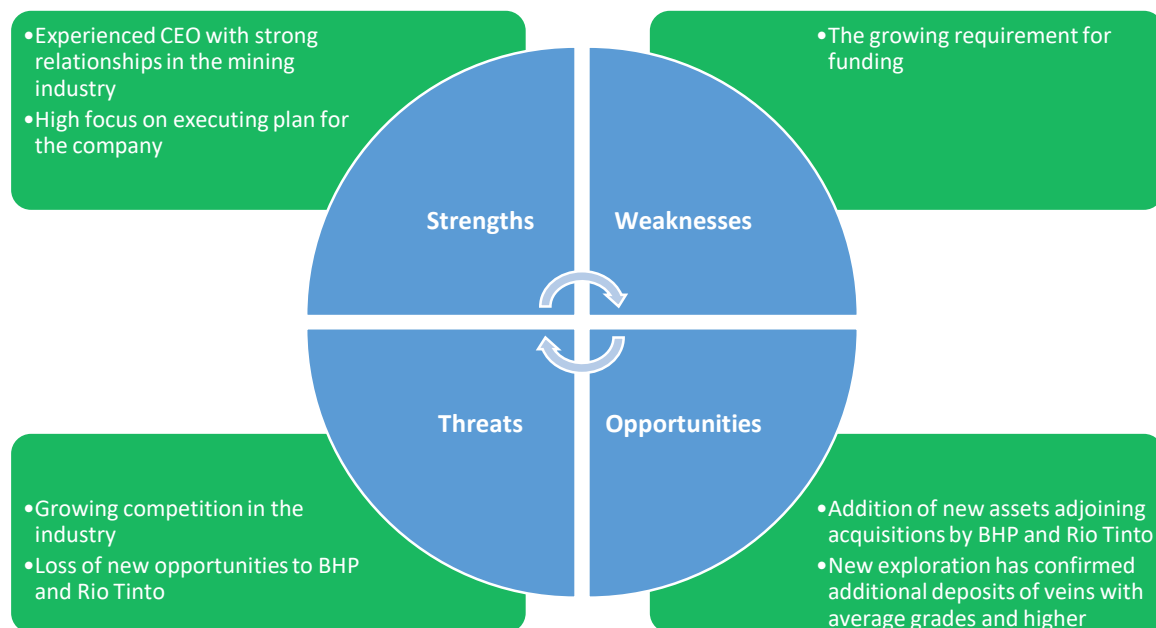 •Experienced CEO with strong
relationships in the mining
industry
•High focus on executing plan for
the company
•The growing requirement for
funding
Strengths
Weaknesses
Threats
Opportunities
•Growing competition in the
industry
•Loss of new opportunities to BHP
and Rio Tinto
•Addition of new assets adjoining
acquisitions by BHP and Rio Tinto
•New exploration has confirmed
additional deposits of veins with
average grades and higher